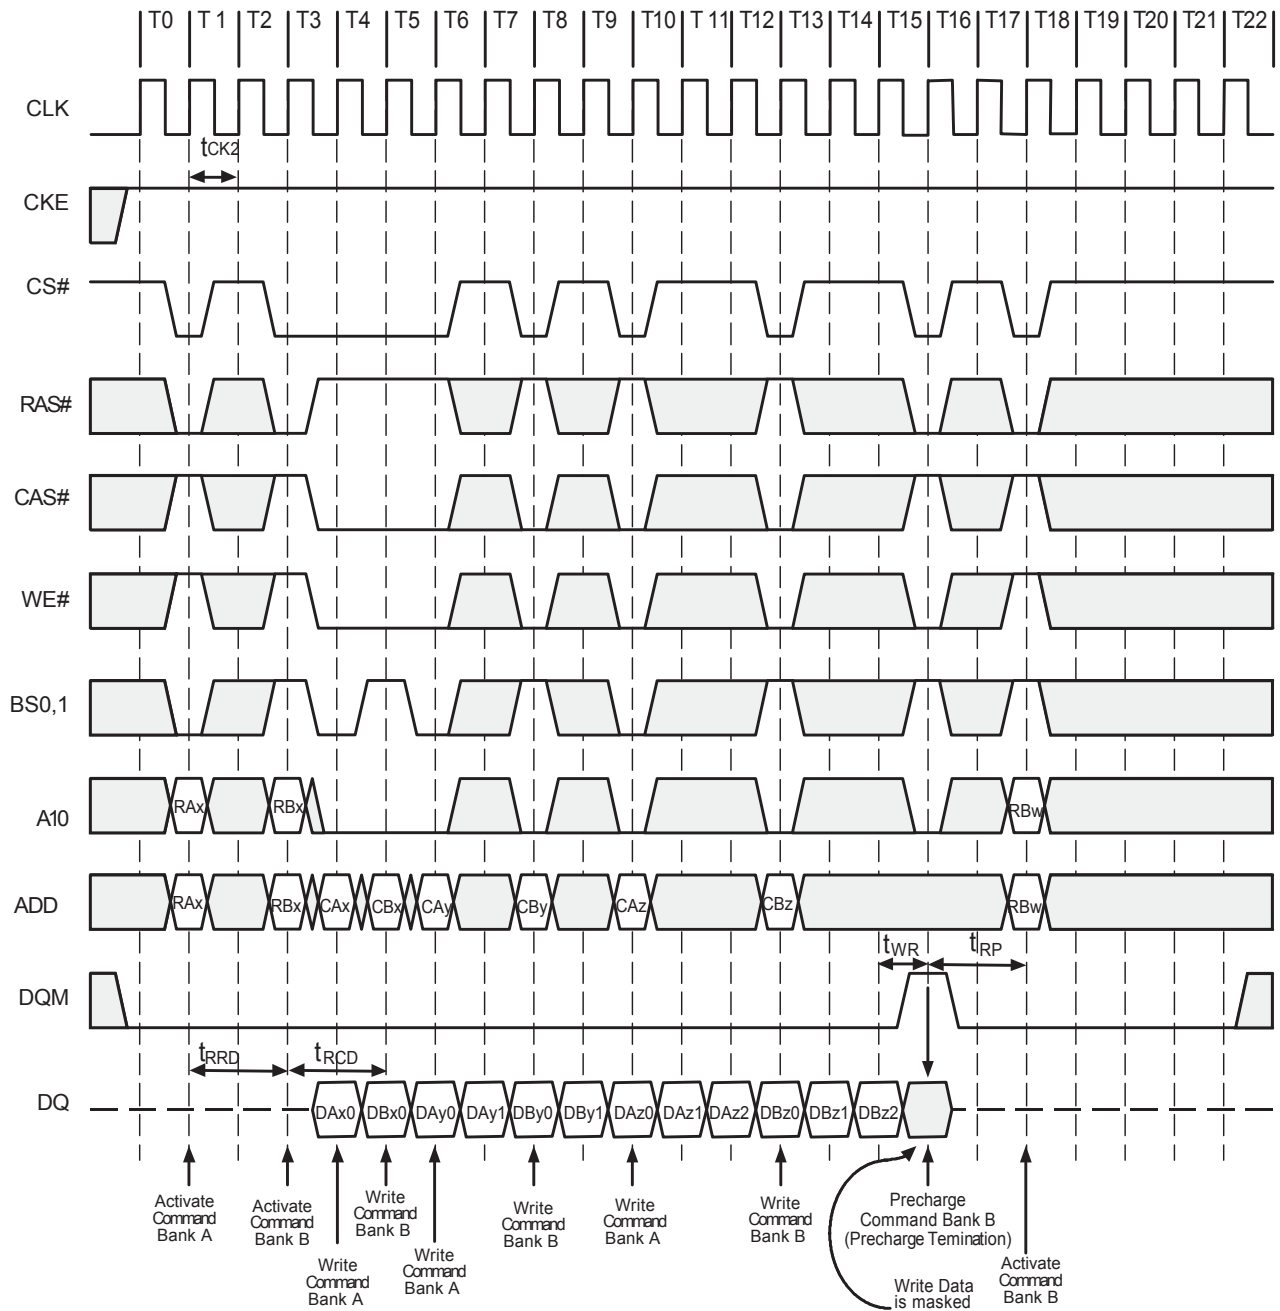 T0 T 1 T2 T3 T4 T5 T6 T7 T8 T9 T10 T 11 T12 T13 T14 T15 T16 T17 T18 T19 T20 T21 T22
CLK
tCK2
CKE
CS#
RAS#
CAS#
WE#
BS0,1
A10
RAx RBx RBw
ADD
RAx RBx CAx CBx CAy CBy CAz CBz RBw
tWR tRP
DQM
tRRD tRCD
DQ
DAx0 DBx0 DAy0 DAy1 DBy0 DBy1 DAz0 DAz1 DAz2 DBz0 DBz1 DBz2
Activate
Command
Bank A
Activate
Command
Bank B
Write
Command
Bank A
Write
Command
Bank B
Write
Command
Bank A
Write
Command
Bank B
Write
Command
Bank A
Write
Command
Bank B
Precharge
Command Bank B
(Precharge Temination)
Write Data
is masked
Activate
Command
Bank B